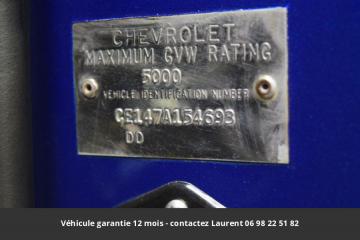 CHEVROLET
MAXIMUM GVW RATING
5000
VEHICLE IDENTIFICATION NUMBER
CE147A154693
DO
Véhicule garantie 12 mois - contactez Laurent 06 98 22 51 82